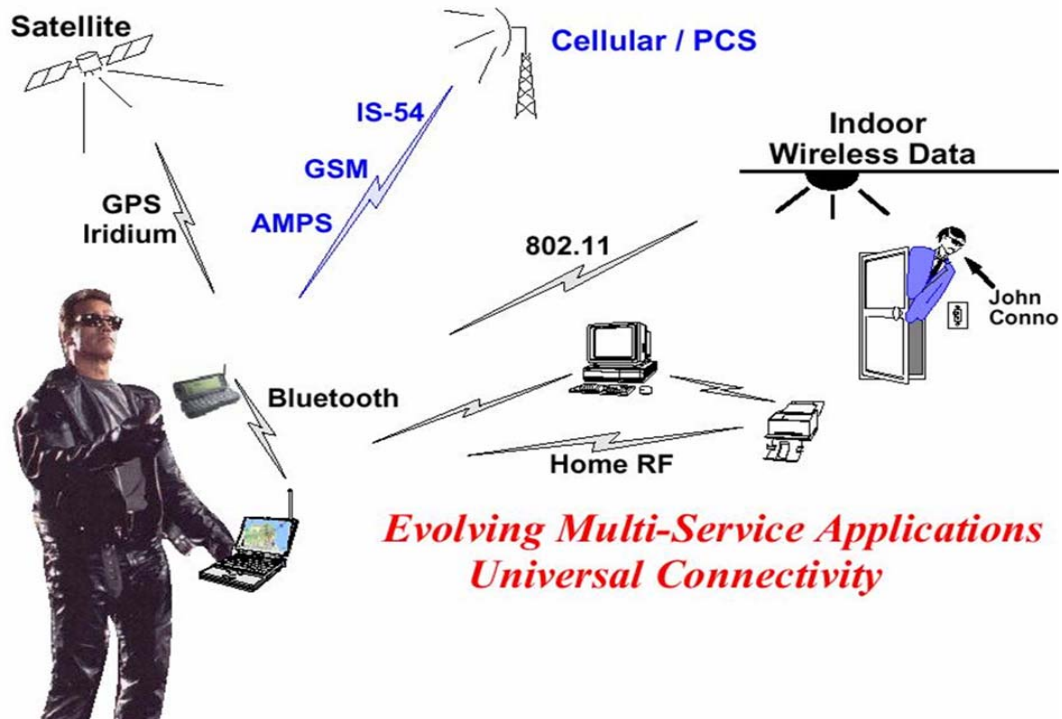 Satellite
Cellular / PCS
IS-54
GSM
AMPS
GPS
Iridium
Indoor
Wireless Data
802.11
John
Conno
Bluetooth
Home RF
Evolving Multi-Service Applications
Universal Connectivity